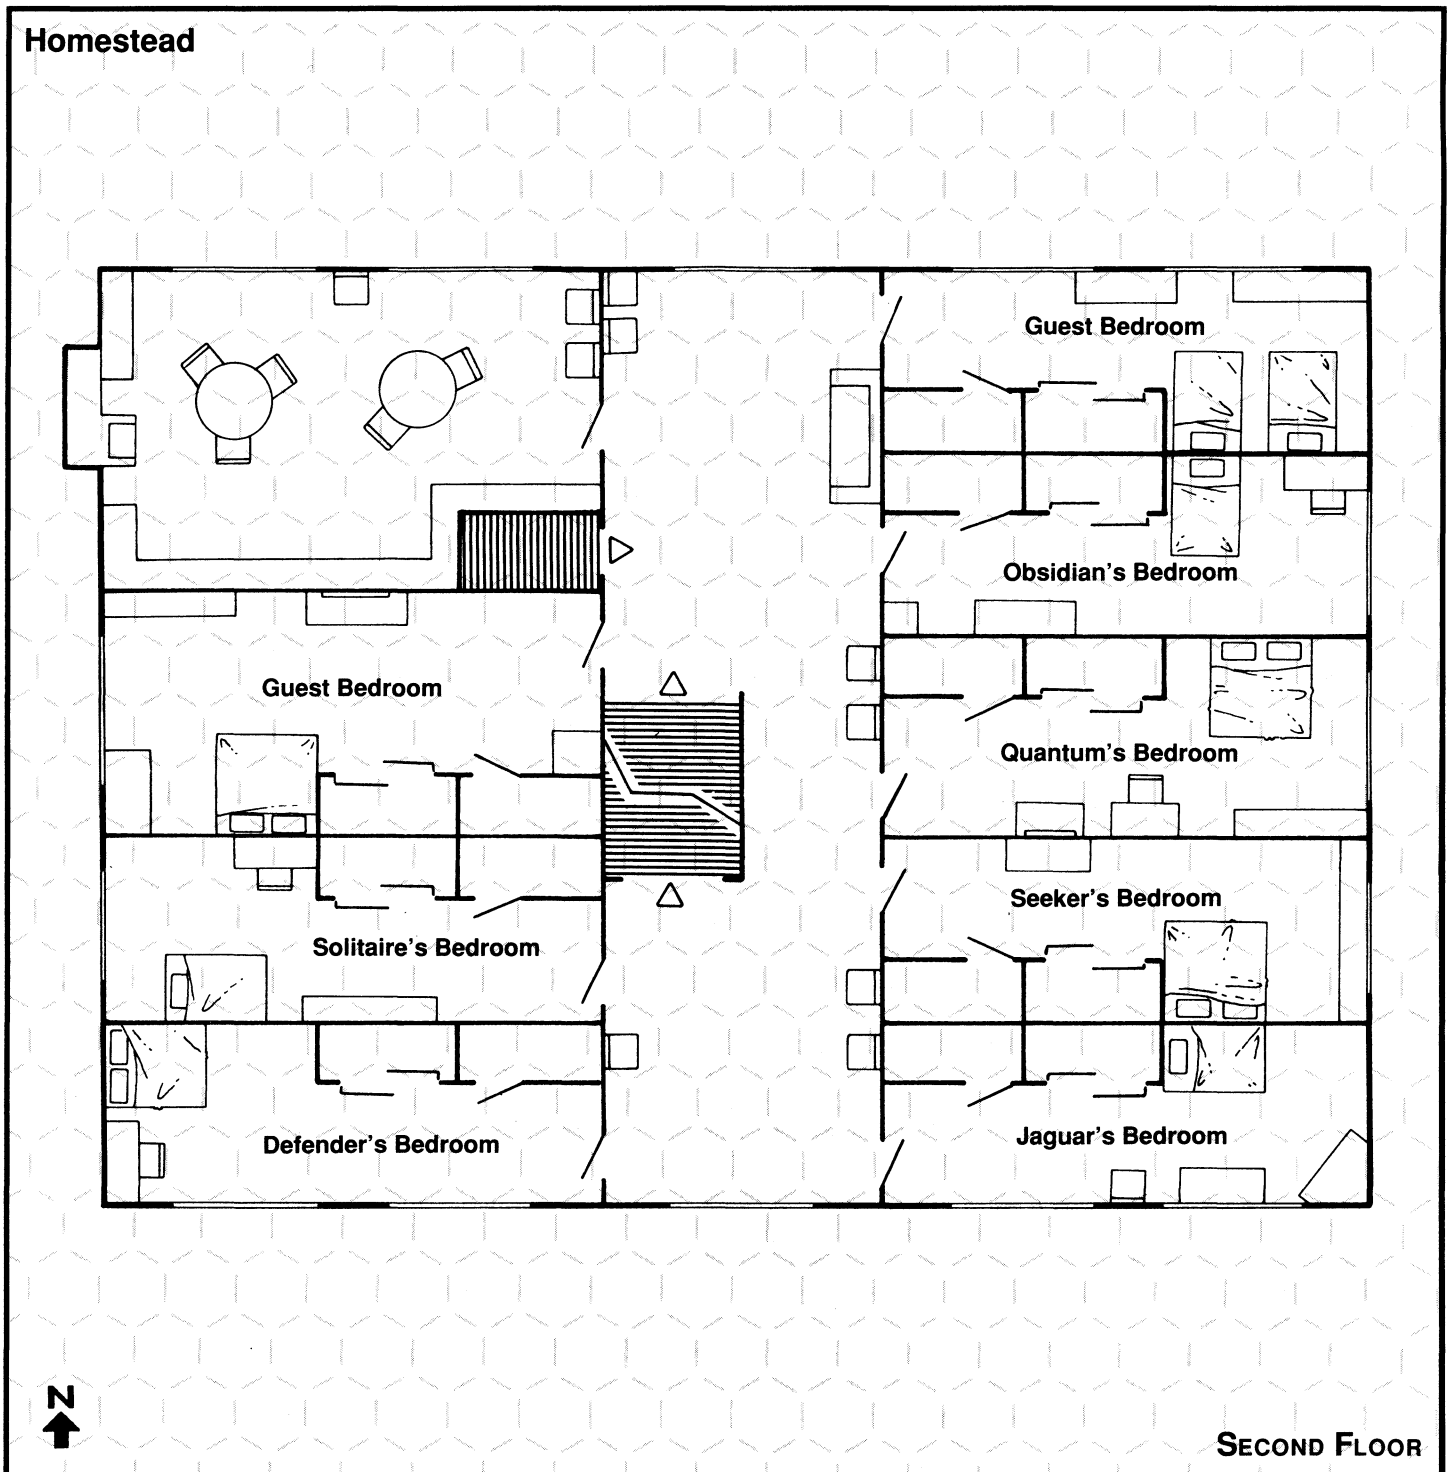 Homestead
Guest Bedroom
Obsidian's Bedroom
Guest Bedroom
Quantum's Bedroom
Seeker's Bedroom
Solitaire's Bedroom
Defender's Bedroom
Jaguar's Bedroom
N
SECOND FLOOR